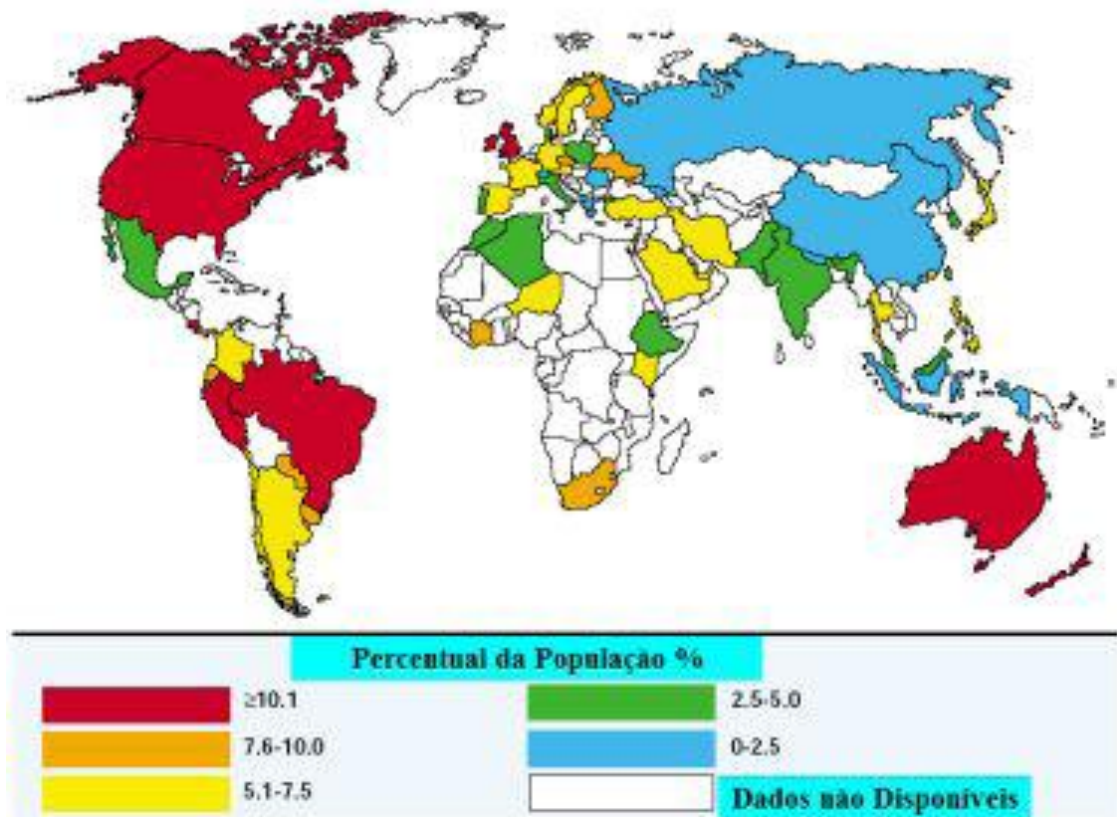 Percentual da População %
≥10.1
7.6-10.0
5.1-7.5
2.5-5.0
0-2.5
Dados não Disponíveis